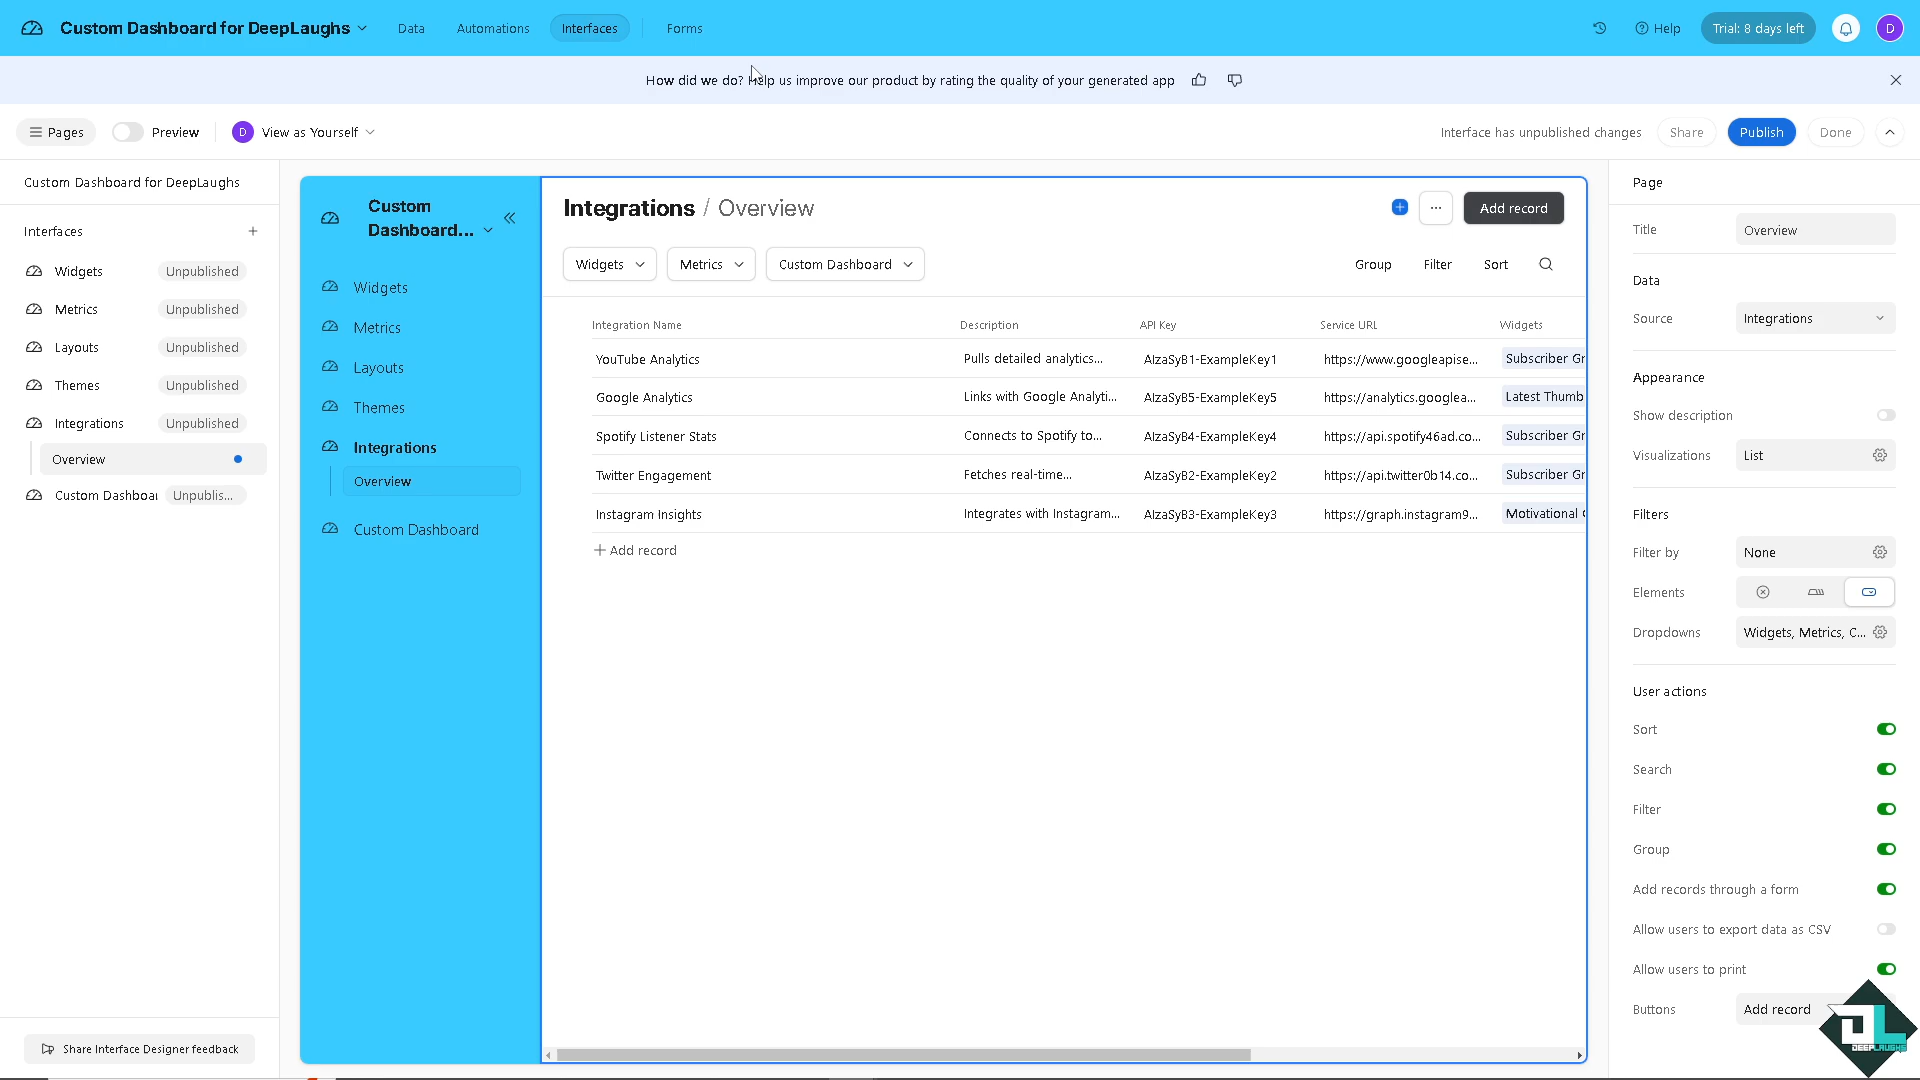 Custom Dashboard for DeepLaughs
Data
Automations
Interfaces
Forms
Help
Trial: 8 days left
D
How did we do? Help us improve our product by rating the quality of your generated app
Pages
Preview
D
View as Yourself
Interface has unpublished changes
Share
Publish
Done
Custom Dashboard for DeepLaughs
Interfaces
Widgets
Unpublished
Metrics
Unpublished
Layouts
Unpublished
Themes
Unpublished
Integrations
Unpublished
Overview
Custom Dashboar
Unpublis...
Share Interface Designer feedback
Custom
Dashboard...
Widgets
Metrics
Layouts
Themes
Integrations
Overview
Custom Dashboard
Integrations / Overview
Add record
Widgets
Metrics
Custom Dashboard
Group
Filter
Sort
Integration Name
Description
API Key
Service URL
Widgets
YouTube Analytics
Pulls detailed analytics...
AIzaSyB1-ExampleKey1
https://www.googleapise...
Subscriber Gr
Google Analytics
Links with Google Analyti...
AIzaSyB5-ExampleKey5
https://analytics.googlea...
Latest Thumb
Spotify Listener Stats
Connects to Spotify to...
AIzaSyB4-ExampleKey4
https://api.spotify46ad.co...
Subscriber Gr
Twitter Engagement
Fetches real-time...
AIzaSyB2-ExampleKey2
https://api.twitter0b14.co...
Subscriber Gr
Instagram Insights
Integrates with Instagram...
AIzaSyB3-ExampleKey3
https://graph.instagram9...
Motivational
Add record
Page
Title
Overview
Data
Source
Integrations
Appearance
Show description
Visualizations
List
Filters
Filter by
None
Elements
Dropdowns
Widgets, Metrics, C...
User actions
Sort
Search
Filter
Group
Add records through a form
Allow users to export data as CSV
Allow users to print
Buttons
Add record
DL
DEEPLAUGHS